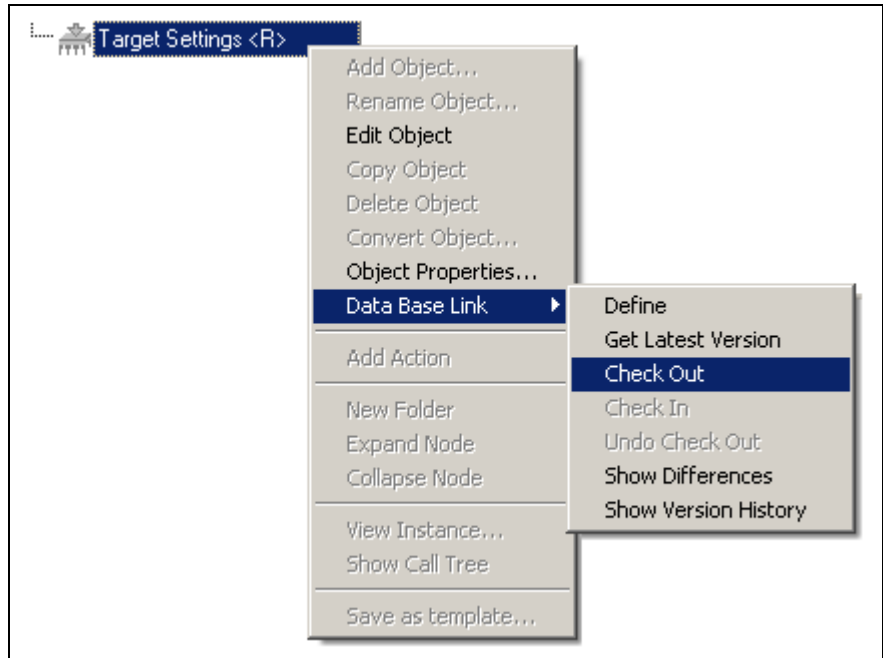 Target Settings <R>
Add Object...
Rename Object...
Edit Object
Copy Object
Delete Object
Convert Object...
Object Properties...
Data Base Link
Add Action
New Folder
Expand Node
Collapse Node
View Instance...
Show Call Tree
Save as template...
Define
Get Latest Version
Check Out
Check In
Undo Check Out
Show Differences
Show Version History